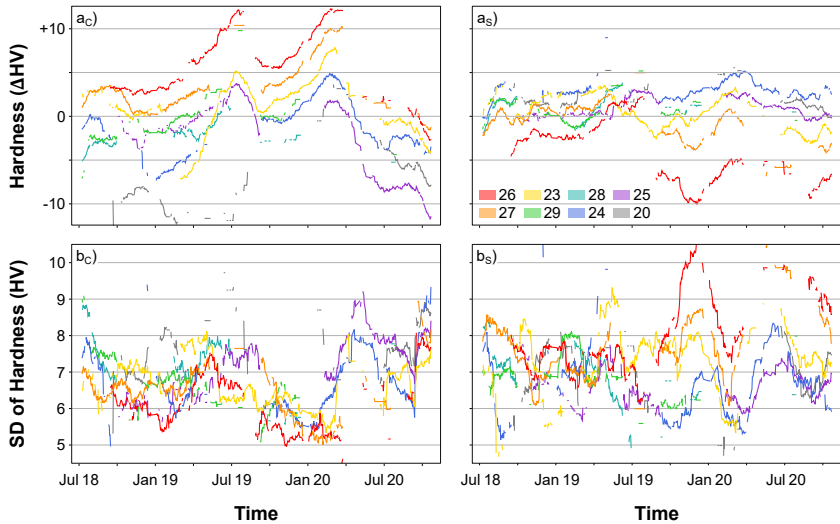 a_C)
a_S)
Hardness (ΔHV)
+10
0
-10
26 23 28 25
27 29 24 20
b_C)
b_S)
SD of Hardness (HV)
10
9
8
7
6
5
Jul 18 Jan 19 Jul 19 Jan 20 Jul 20
Jul 18 Jan 19 Jul 19 Jan 20 Jul 20
Time
Time